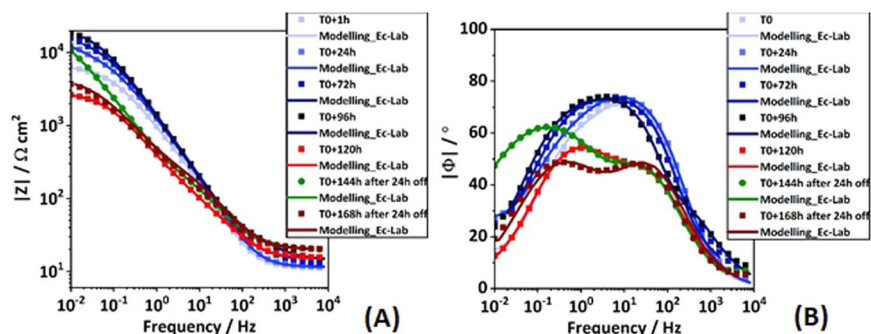 10⁴
10³
10²
10¹
|Z| / Ω cm²
10⁻² 10⁻¹ 10⁰ 10¹ 10² 10³ 10⁴
Frequency / Hz
(A)
T0+1h
Modelling_Ec-Lab
T0+24h
Modelling_Ec-Lab
T0+72h
Modelling_Ec-Lab
T0+96h
Modelling_Ec-Lab
T0+120h
Modelling_Ec-Lab
T0+144h after 24h off
Modelling_Ec-Lab
T0+168h after 24h off
Modelling_Ec-Lab
100
80
60
40
20
0
|Φ| / °
10⁻² 10⁻¹ 10⁰ 10¹ 10² 10³ 10⁴
Frequency / Hz
(B)
T0
Modelling_Ec-Lab
T0+24h
Modelling_Ec-Lab
T0+72h
Modelling_Ec-Lab
T0+96h
Modelling_Ec-Lab
T0+120h
Modelling_Ec-Lab
T0+144h after 24h off
Modelling_Ec-Lab
T0+168h after 24h off
Modelling_Ec-Lab